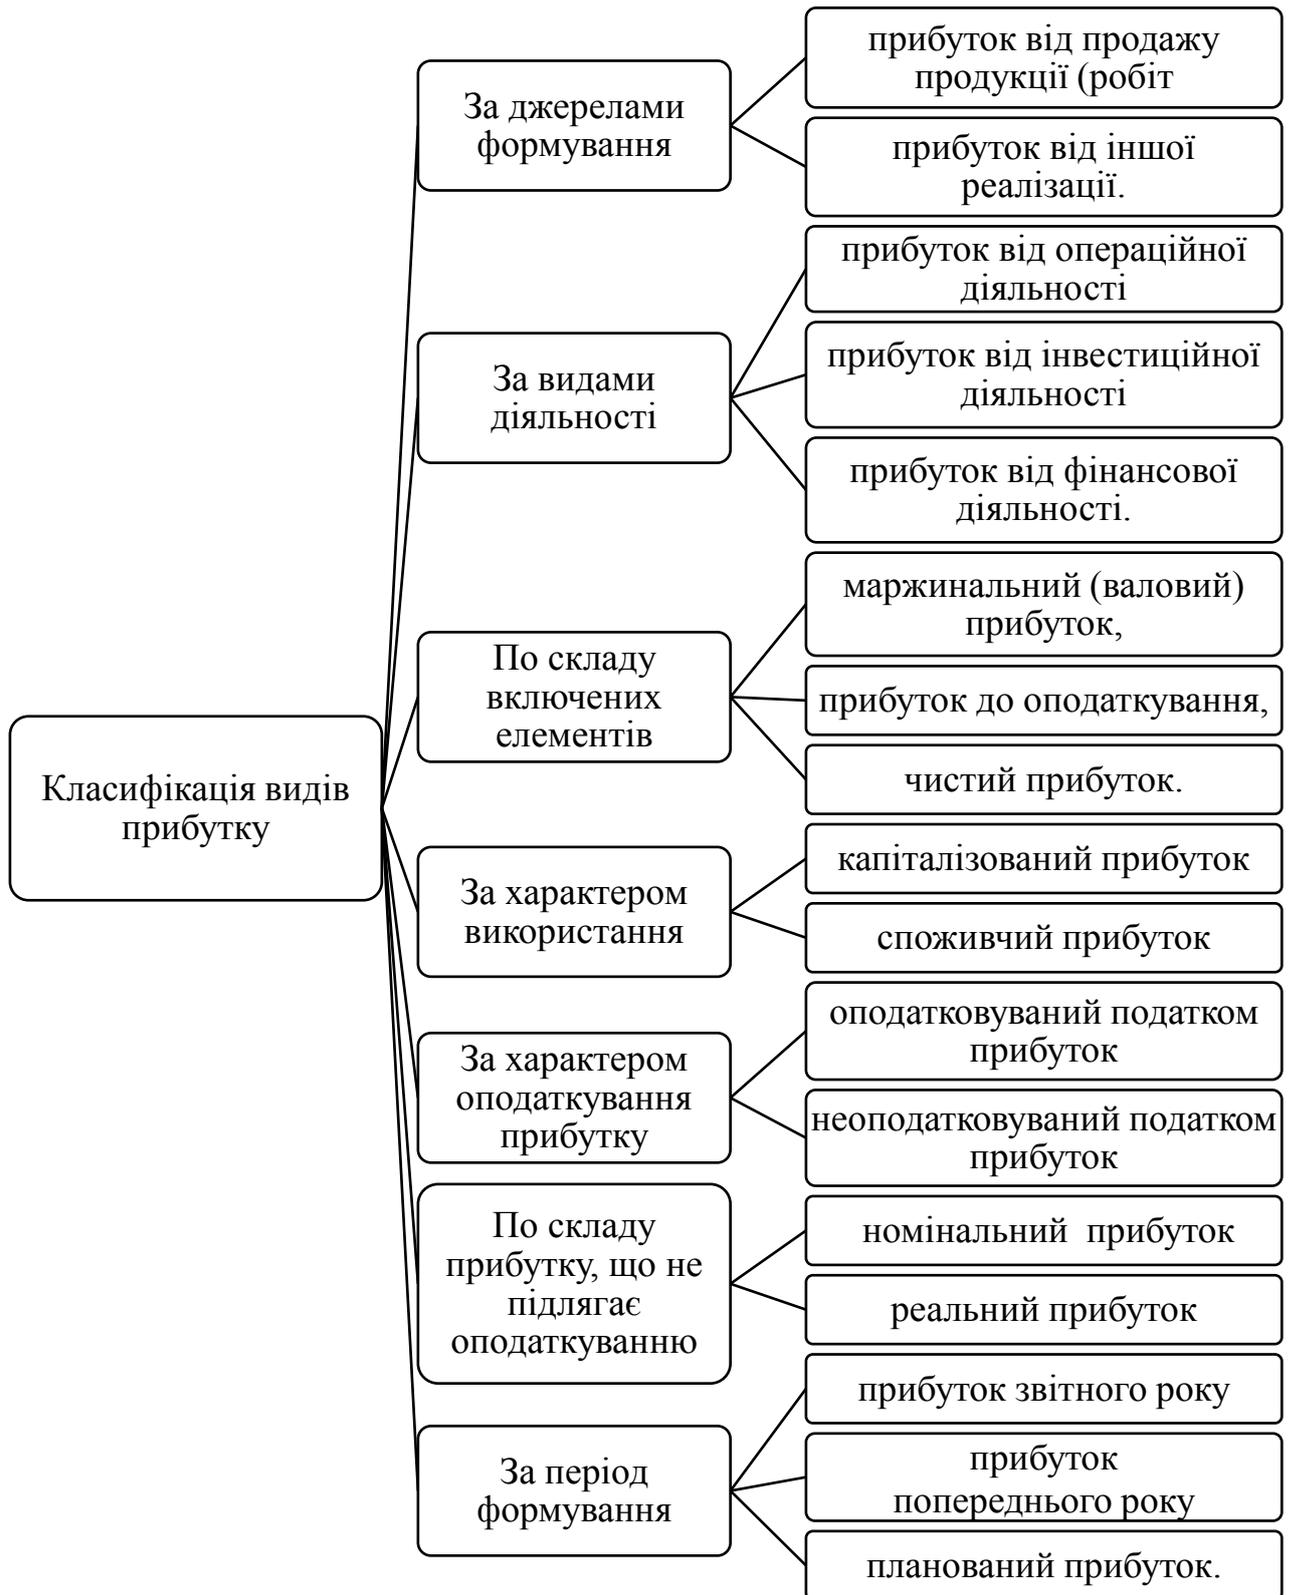 Класифікація видів
прибутку
За джерелами
формування
прибуток від продажу
продукції (робіт
прибуток від іншої
реалізації.
За видами
діяльності
прибуток від операційної
діяльності
прибуток від інвестиційної
діяльності
прибуток від фінансової
діяльності.
По складу
включених
елементів
маржинальний (валовий)
прибуток,
прибуток до оподаткування,
чистий прибуток.
За характером
використання
капіталізований прибуток
споживчий прибуток
За характером
оподаткування
прибутку
оподатковуваний податком
прибуток
неоподатковуваний податком
прибуток
По складу
прибутку, що не
підлягає
оподаткуванню
номінальний  прибуток
реальний прибуток
За період
формування
прибуток звітного року
прибуток
попереднього року
планований прибуток.